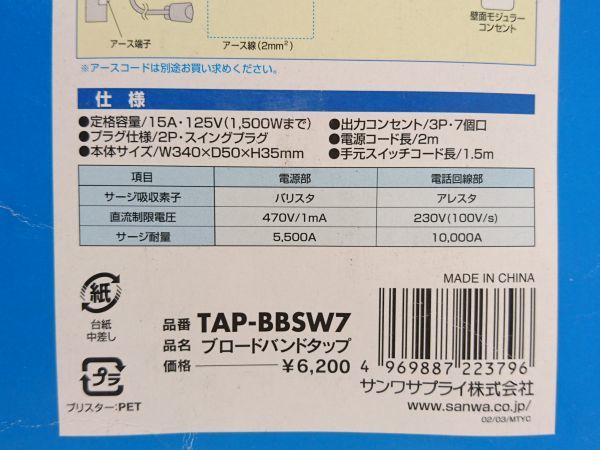 アース端子
アース線(2mm²)
壁面モジュラー
コンセント
※アースコードは別途お買い求めください。
仕様
●定格容量/15A・125V(1,500Wまで)
●プラグ仕様/2P・スイングプラグ
●本体サイズ/W340×D50×H35mm
●出力コンセント/3P・7個口
●電源コード長/2m
●手元スイッチコード長/1.5m
項目 電源部 電話回線部
サージ吸収素子 バリスタ アレスタ
直流制限電圧 470V/1mA 230V(100V/s)
サージ耐量 5,500A 10,000A
紙
台紙
中差し
プラ
ブリスター:PET
品番 TAP-BBSW7
品名 ブロードバンドタップ
価格 ¥6,200
MADE IN CHINA
4 969887 223796
サンワサプライ株式会社
www.sanwa.co.jp/
02/03/MTYC